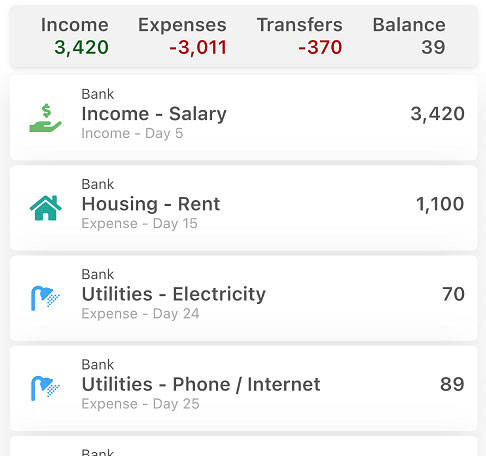 Income Expenses Transfers Balance
3,420 -3,011 -370 39
Bank
Income - Salary 3,420
Income - Day 5
Bank
Housing - Rent 1,100
Expense - Day 15
Bank
Utilities - Electricity 70
Expense - Day 24
Bank
Utilities - Phone / Internet 89
Expense - Day 25
Bank